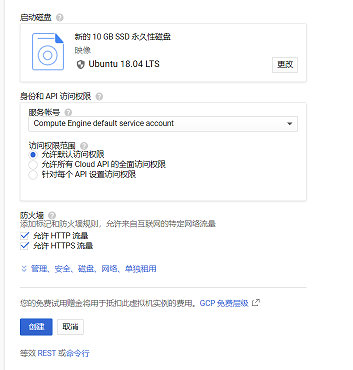 启动磁盘
新的 10 GB SSD 永久性磁盘
映像
Ubuntu 18.04 LTS
更改
身份和 API 访问权限
服务帐号
Compute Engine default service account
访问权限范围
允许默认访问权限
允许所有 Cloud API 的全面访问权限
针对每个 API 设置访问权限
防火墙
添加标记和防火墙规则，允许来自互联网的特定网络流量
允许 HTTP 流量
允许 HTTPS 流量
管理、安全、磁盘、网络、单独租用
您的免费试用赠金将用于抵扣此虚拟机实例的费用。GCP 免费层级
创建
取消
等效 REST 或命令行